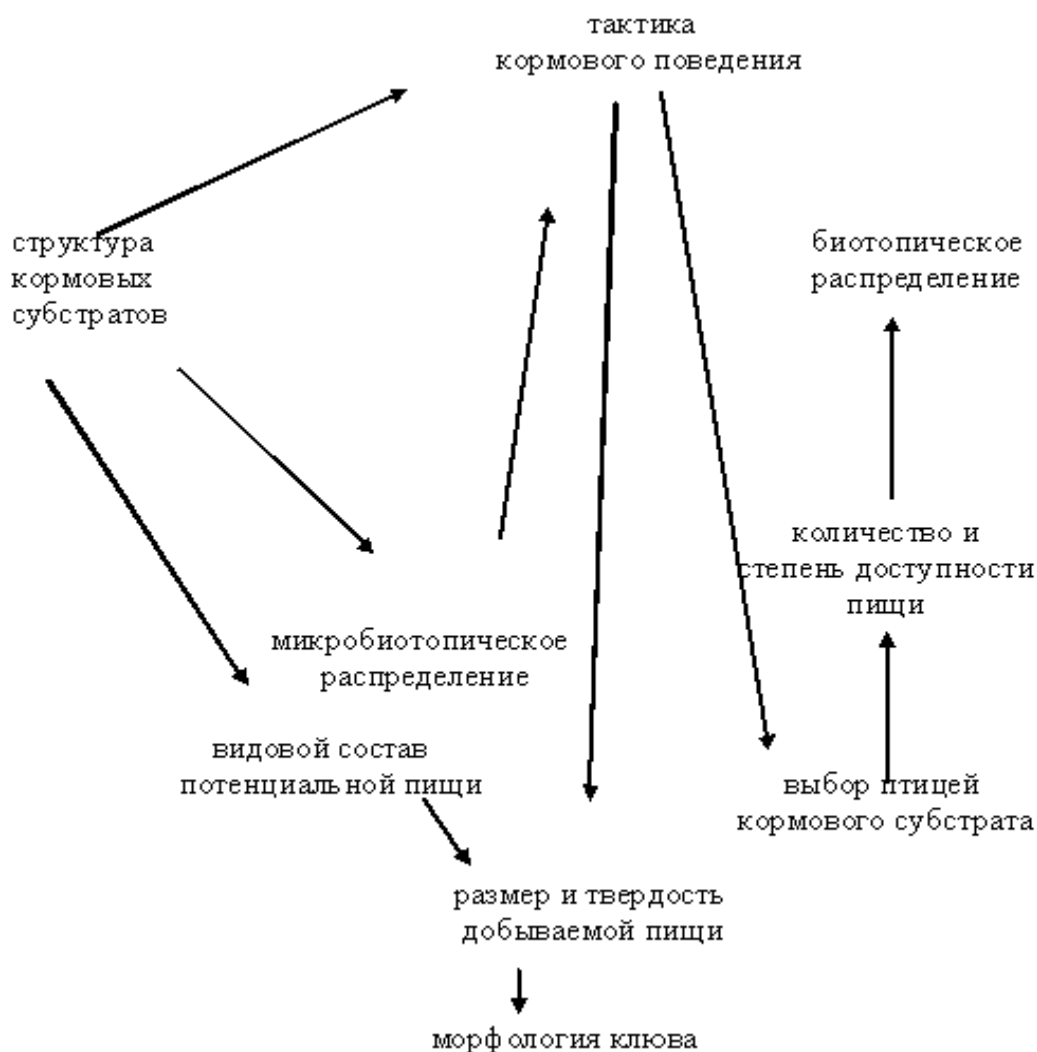 тактика
кормового поведения
структура
кормовых
субстратов
биотопическое
распределение
количество и
степень доступности
пищи
микробиотопическое
распределение
видовой состав
потенциальной пищи
выбор птицей
кормового субстрата
размер и твердость
добываемой пищи
морфология клюва